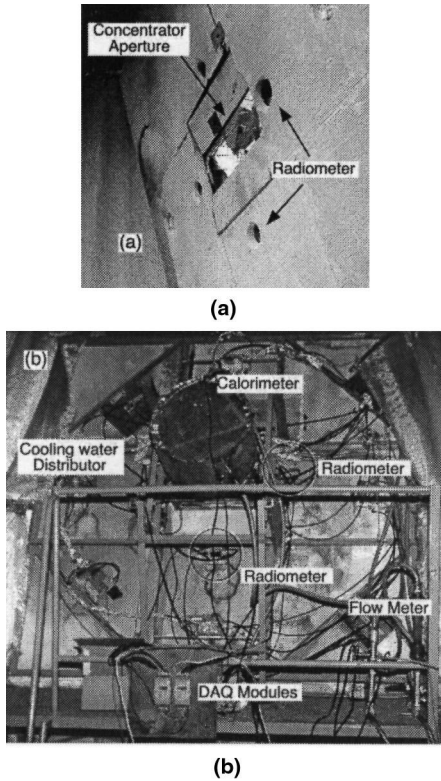 Concentrator
Aperture
Radiometer
(a)
(a)
(b)
Calorimeter
Cooling water
Distributor
Radiometer
Radiometer
Flow Meter
DAQ Modules
(b)